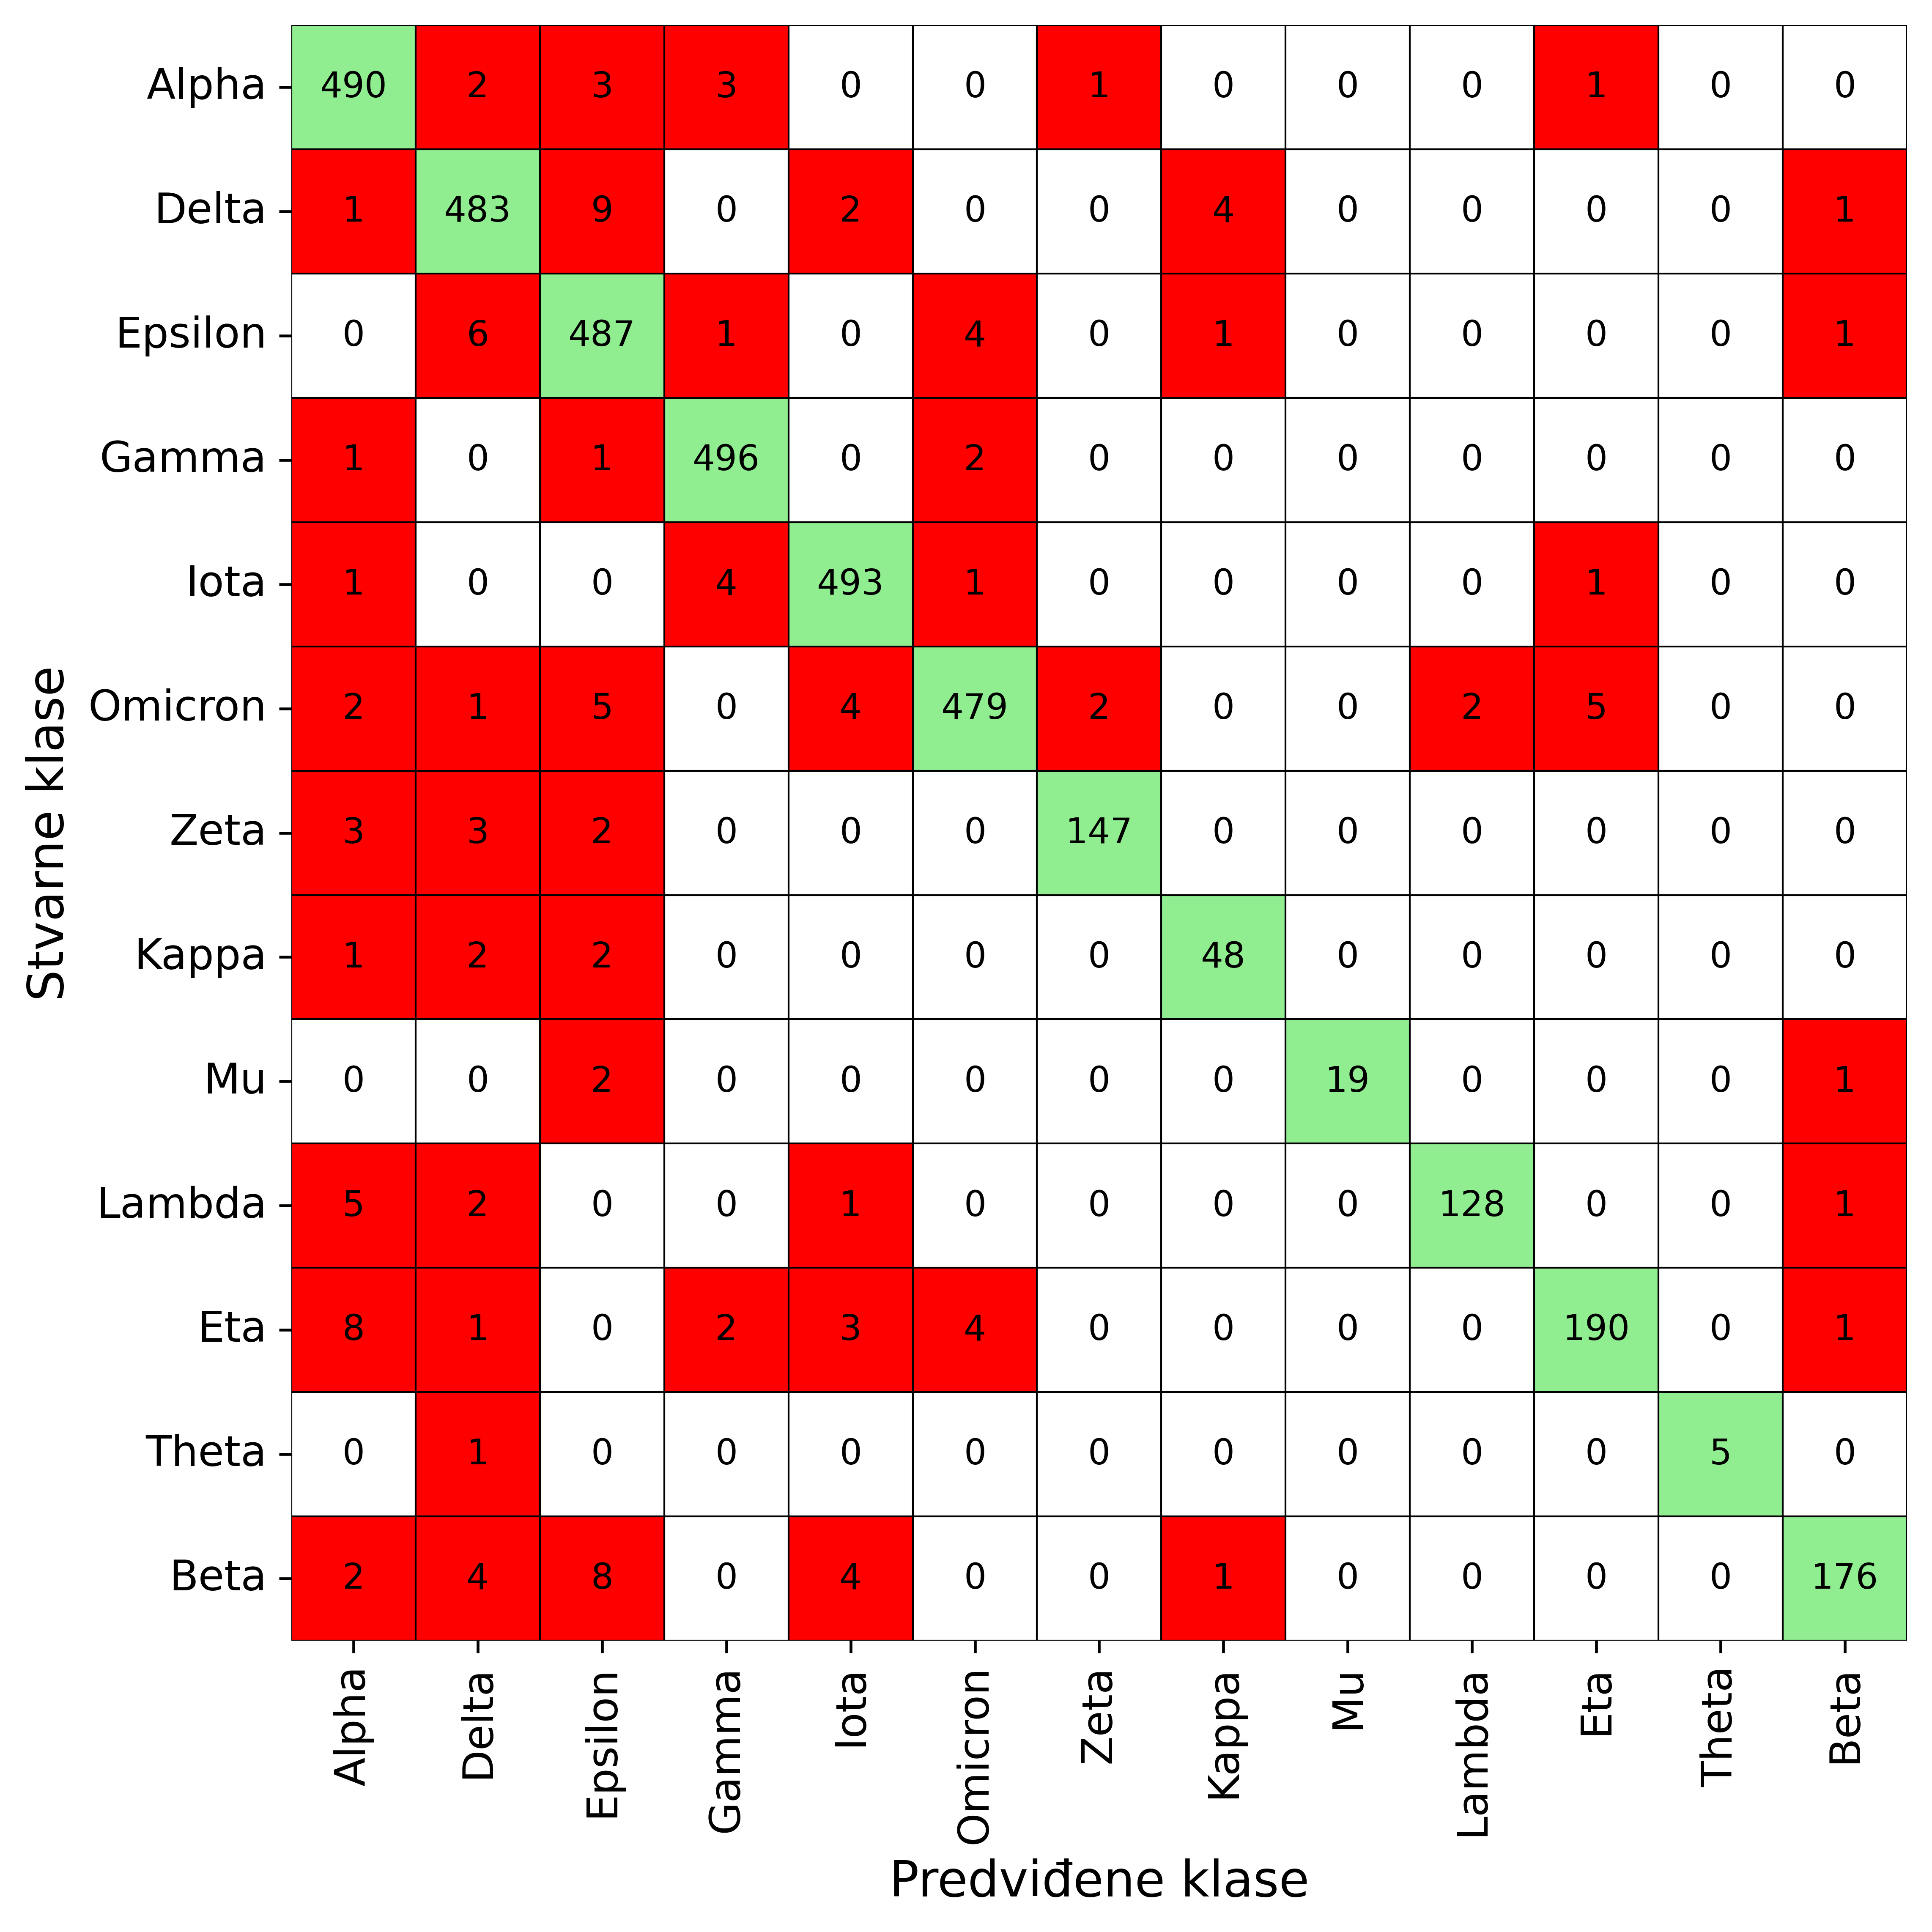 Alpha 490 2 3 3 0 0 1 0 0 0 1 0 0
Delta 1 483 9 0 2 0 0 4 0 0 0 0 1
Epsilon 0 6 487 1 0 4 0 1 0 0 0 0 1
Gamma 1 0 1 496 0 2 0 0 0 0 0 0 0
Iota 1 0 0 4 493 1 0 0 0 0 1 0 0
Omicron 2 1 5 0 4 479 2 0 0 2 5 0 0
Zeta 3 3 2 0 0 0 147 0 0 0 0 0 0
Kappa 1 2 2 0 0 0 0 48 0 0 0 0 0
Mu 0 0 2 0 0 0 0 0 19 0 0 0 1
Lambda 5 2 0 0 1 0 0 0 0 128 0 0 1
Eta 8 1 0 2 3 4 0 0 0 0 190 0 1
Theta 0 1 0 0 0 0 0 0 0 0 0 5 0
Beta 2 4 8 0 4 0 0 1 0 0 0 0 176
Alpha Delta Epsilon Gamma Iota Omicron Zeta Kappa Mu Lambda Eta Theta Beta
Stvarne klase
Predviđene klase